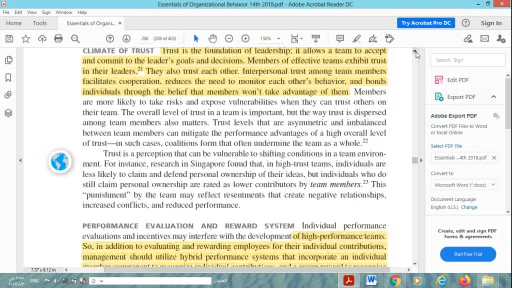 Essentials of Organizational Behavior 14th 2018.pdf - Adobe Acrobat Reader DC
Home Tools Essentials of Organi...
Try Acrobat Pro DC
Sign In
150%
CLIMATE OF TRUST Trust is the foundation of leadership; it allows a team to accept
and commit to the leader's goals and decisions. Members of effective teams exhibit trust
in their leaders.21 They also trust each other. Interpersonal trust among team members
facilitates cooperation, reduces the need to monitor each other's behavior, and bonds
individuals through the belief that members won't take advantage of them. Members
are more likely to take risks and expose vulnerabilities when they can trust others on
their team. The overall level of trust in a team is important, but the way trust is dispersed
among team members also matters. Trust levels that are asymmetric and imbalanced
between team members can mitigate the performance advantages of a high overall level
of trust—in such cases, coalitions form that often undermine the team as a whole.22
Trust is a perception that can be vulnerable to shifting conditions in a team environ-
ment. For instance, research in Singapore found that, in high-trust teams, individuals are
less likely to claim and defend personal ownership of their ideas, but individuals who do
still claim personal ownership are rated as lower contributors by team members.23 This
"punishment" by the team may reflect resentments that create negative relationships,
increased conflicts, and reduced performance.
PERFORMANCE EVALUATION AND REWARD SYSTEM Individual performance
evaluations and incentives may interfere with the development of high-performance teams.
So, in addition to evaluating and rewarding employees for their individual contributions,
management should utilize hybrid performance systems that incorporate an individual
7.37 x 9.12 in
Search
Edit PDF
Export PDF
Adobe Export PDF
Convert PDF Files to Word
or Excel Online
Select PDF File
Essentials ...4th 2018.pdf
Convert to
Microsoft Word (*.docx)
Document Language:
English (U.S.) Change
Create, edit and sign
PDF forms & agreements
Start Free Trial